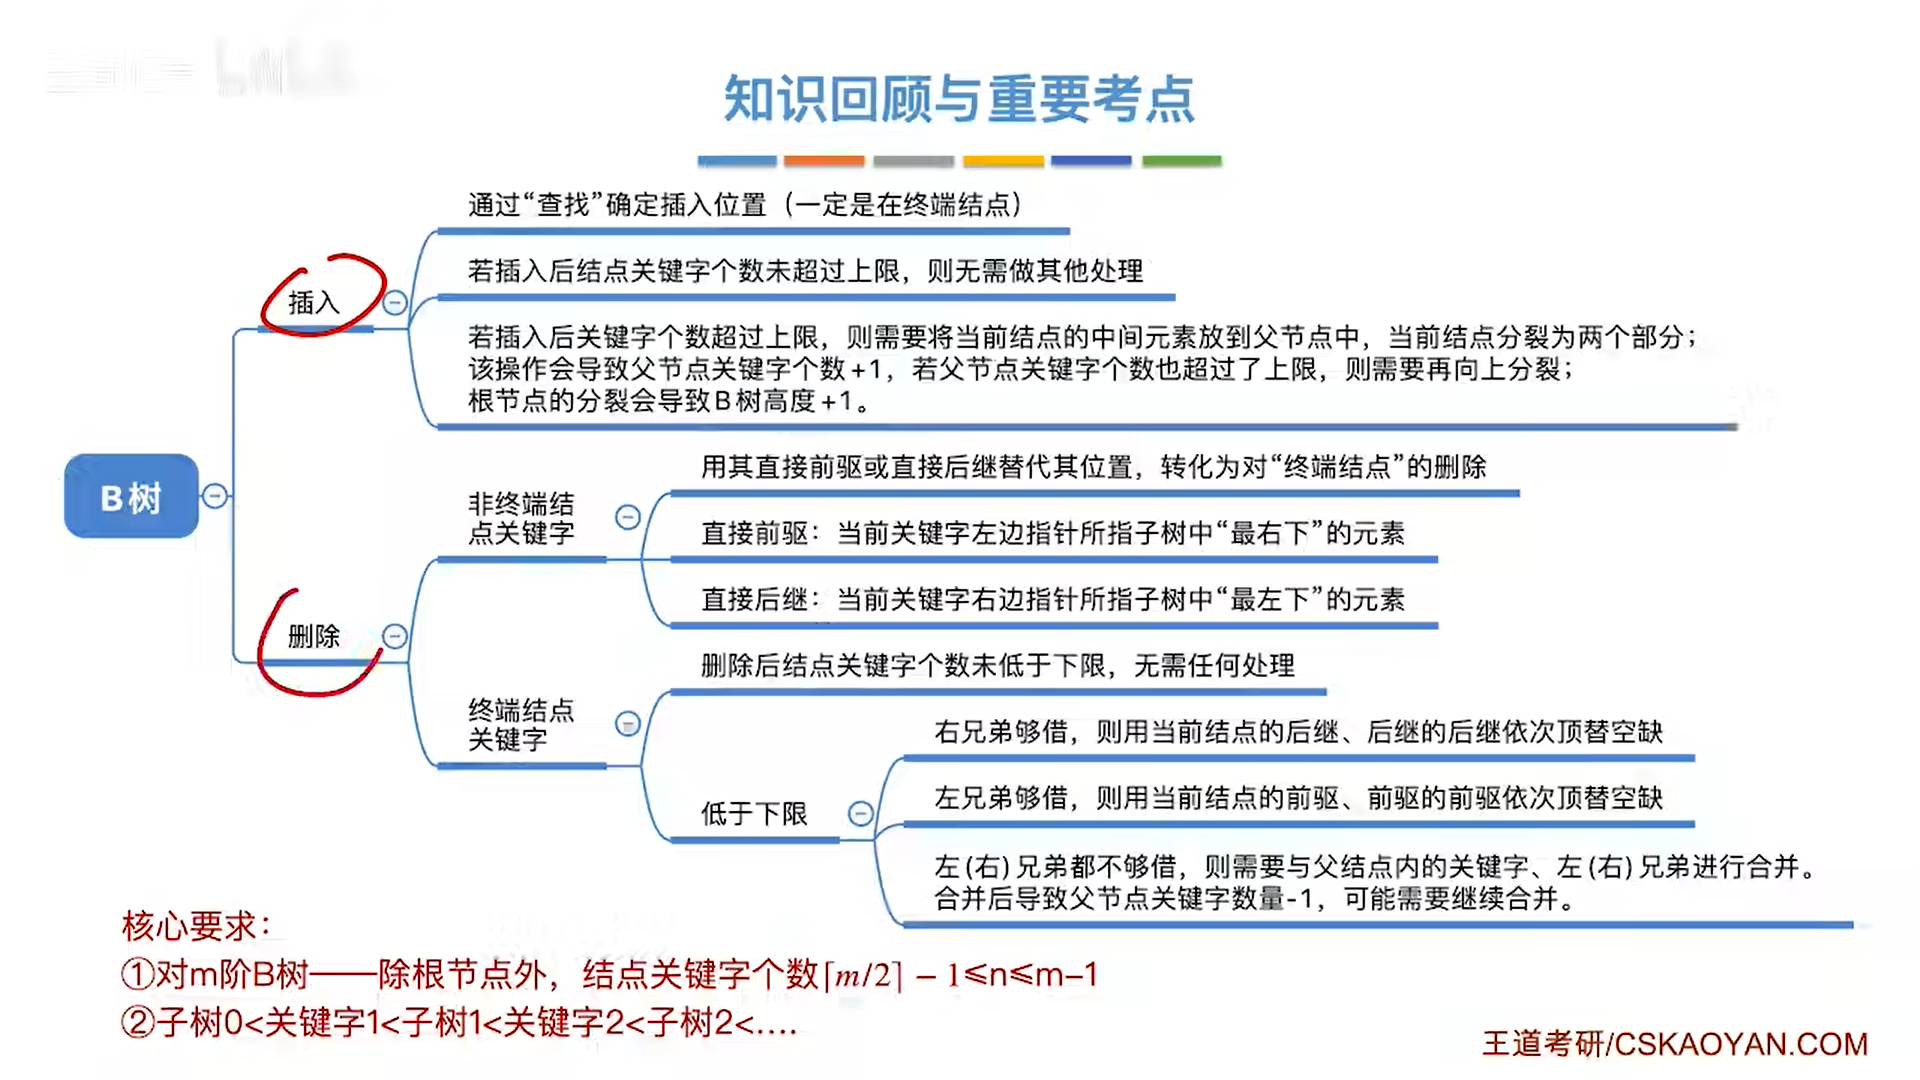 知识回顾与重要考点
通过“查找”确定插入位置（一定是在终端结点）
若插入后结点关键字个数未超过上限，则无需做其他处理
插入
若插入后关键字个数超过上限，则需要将当前结点的中间元素放到父节点中，当前结点分裂为两个部分；
该操作会导致父节点关键字个数+1，若父节点关键字个数也超过了上限，则需要再向上分裂；
根节点的分裂会导致B树高度+1。
B树
用其直接前驱或直接后继替代其位置，转化为对“终端结点”的删除
非终端结
点关键字
直接前驱：当前关键字左边指针所指子树中“最右下”的元素
直接后继：当前关键字右边指针所指子树中“最左下”的元素
删除
删除后结点关键字个数未低于下限，无需任何处理
终端结点
关键字
右兄弟够借，则用当前结点的后继、后继的后继依次顶替空缺
左兄弟够借，则用当前结点的前驱、前驱的前驱依次顶替空缺
低于下限
左(右)兄弟都不够借，则需要与父结点内的关键字、左(右)兄弟进行合并。
合并后导致父节点关键字数量-1，可能需要继续合并。
核心要求：
①对m阶B树——除根节点外，结点关键字个数⌈m/2⌉ − 1≤n≤m−1
②子树0<关键字1<子树1<关键字2<子树2<....
王道考研/CSKAOYAN.COM